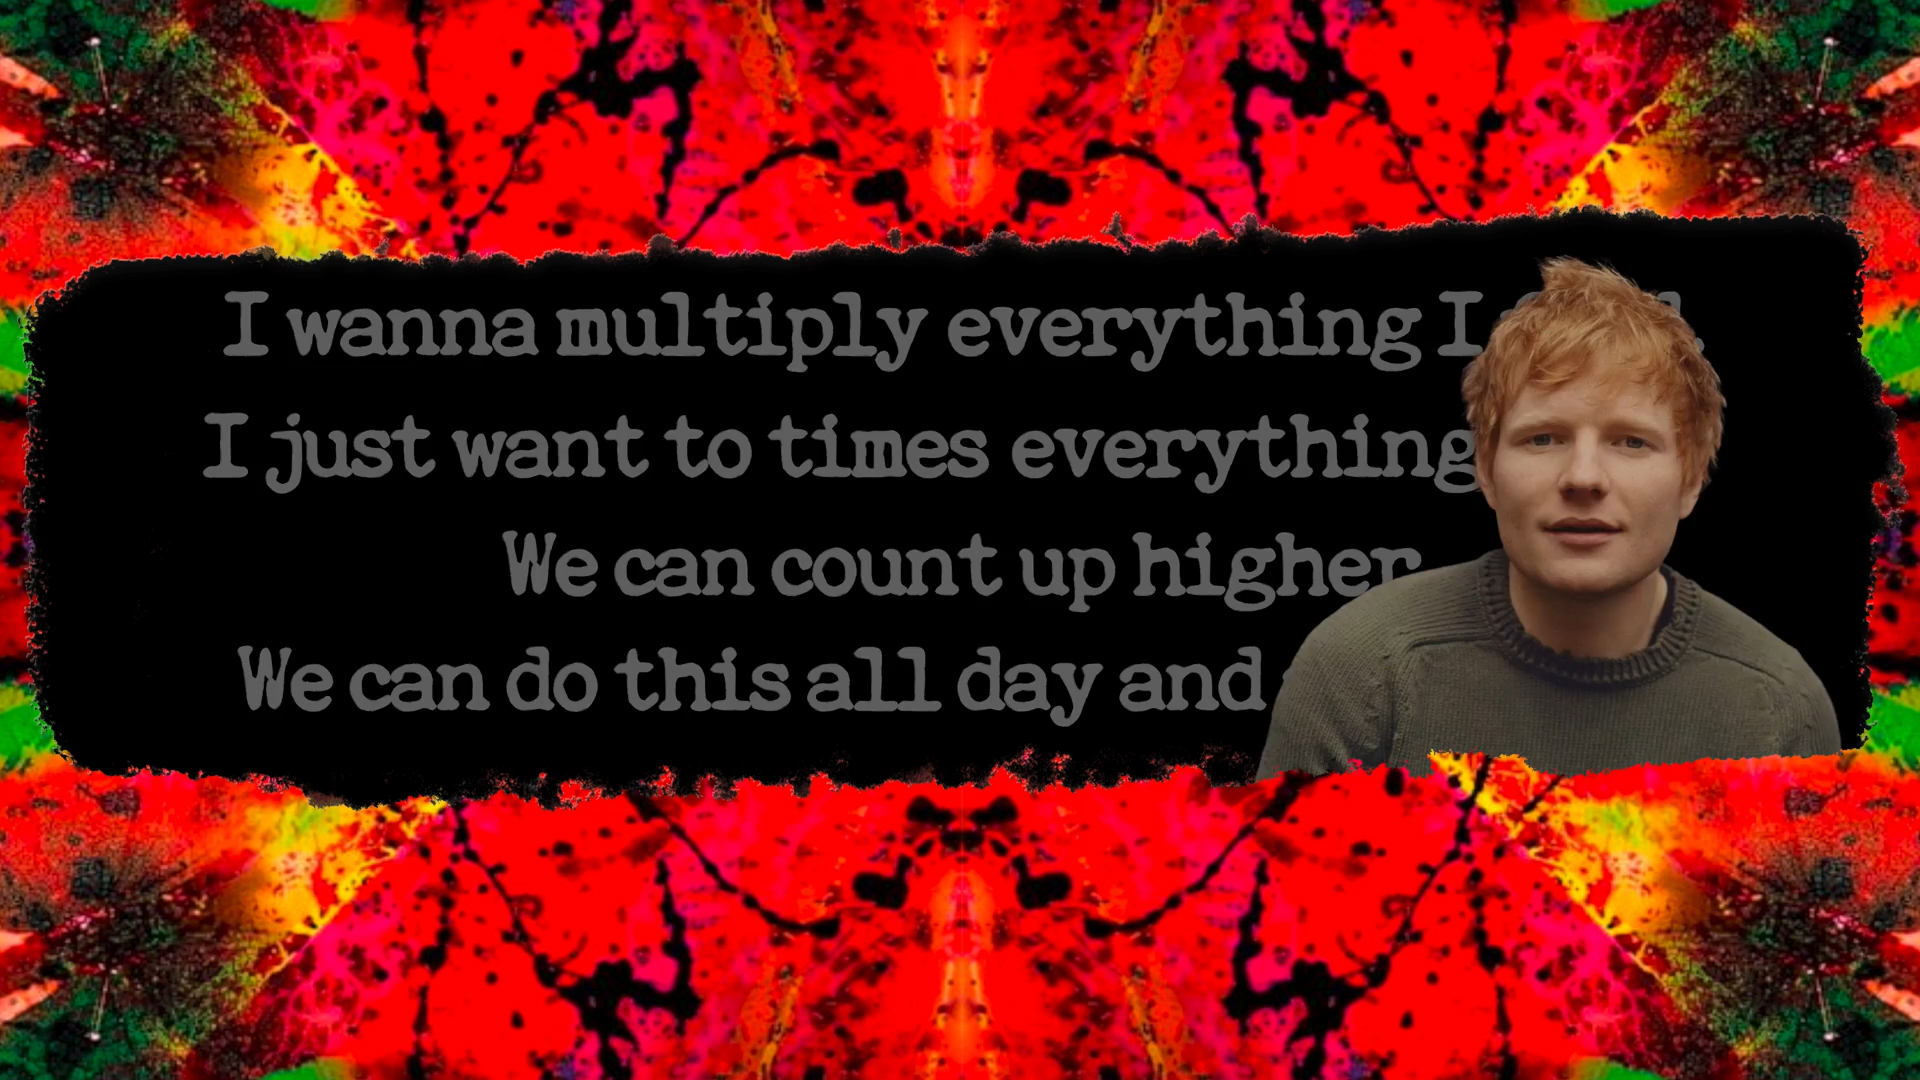 I wanna multiply everything I
I just want to times everything
We can count up higher
We can do this all day and